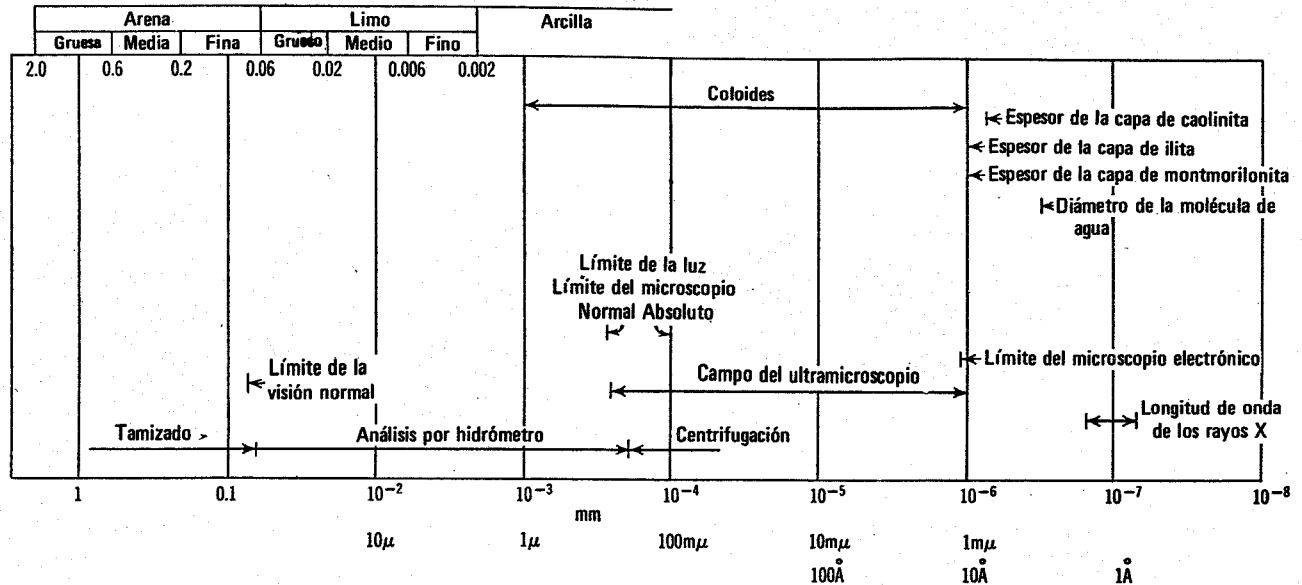 Arena Limo Arcilla
Gruesa Media Fina Grueso Medio Fino
2.0 0.6 0.2 0.06 0.02 0.006 0.002
Coloides
Espesor de la capa de caolinita
Espesor de la capa de ilita
Espesor de la capa de montmorilonita
Diámetro de la molécula de
agua
Límite de la luz
Límite del microscopio
Normal Absoluto
Límite del microscopio electrónico
Límite de la
visión normal
Campo del ultramicroscopio
Longitud de onda
de los rayos X
Tamizado Análisis por hidrómetro Centrifugación
1 0.1 10⁻² 10⁻³ 10⁻⁴ 10⁻⁵ 10⁻⁶ 10⁻⁷ 10⁻⁸
mm
10μ 1μ 100mμ 10mμ 1mμ
100Å 10Å 1Å